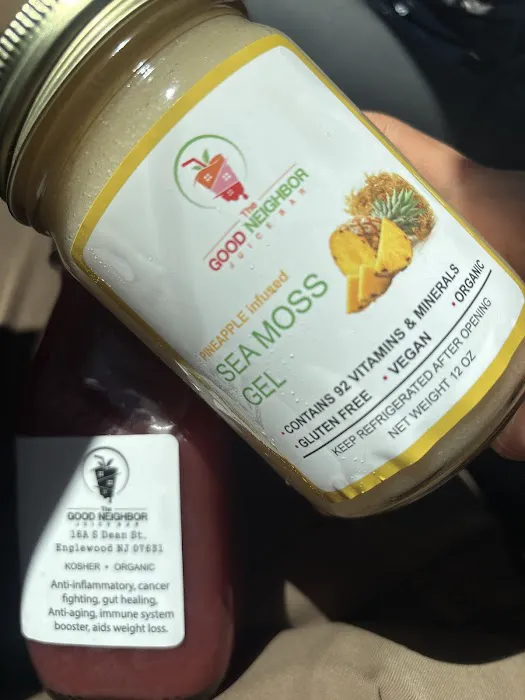 The
GOOD NEIGHBOR
JUICE BAR
PINEAPPLE infused
SEA MOSS
GEL
•CONTAINS 92 VITAMINS & MINERALS
•GLUTEN FREE •VEGAN •ORGANIC
KEEP REFRIGERATED AFTER OPENING
NET WEIGHT 12 OZ
The
GOOD NEIGHBOR
JUICE BAR
16A S Dean St.
Englewood NJ 07631
KOSHER • ORGANIC
Anti-inflammatory, cancer
fighting, gut healing,
Anti-aging, immune system
booster, aids weight loss.